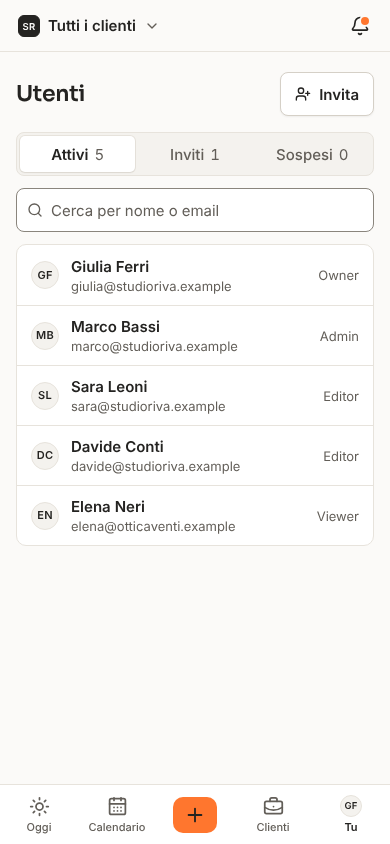 SR Tutti i clienti
Utenti
Invita
Attivi 5 Inviti 1 Sospesi 0
Cerca per nome o email
GF Giulia Ferri Owner
giulia@studioriva.example
MB Marco Bassi Admin
marco@studioriva.example
SL Sara Leoni Editor
sara@studioriva.example
DC Davide Conti Editor
davide@studioriva.example
EN Elena Neri Viewer
elena@otticaventi.example
GF
Oggi Calendario Clienti Tu